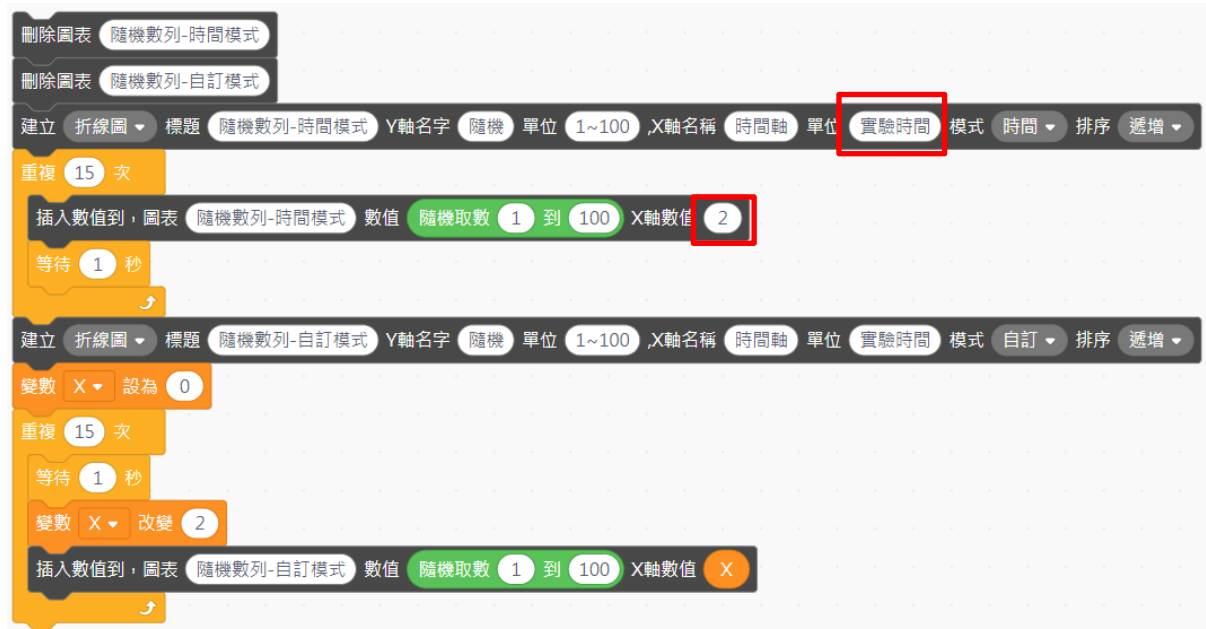 刪除圖表 隨機數列-時間模式
刪除圖表 隨機數列-自訂模式
建立 折線圖 標題 隨機數列-時間模式 Y軸名字 隨機 單位 1~100 ,X軸名稱 時間軸 單位 實驗時間 模式 時間 排序 遞增
重複 15 次
插入數值到，圖表 隨機數列-時間模式 數值 隨機取數 1 到 100 X軸數值 2
等待 1 秒
建立 折線圖 標題 隨機數列-自訂模式 Y軸名字 隨機 單位 1~100 ,X軸名稱 時間軸 單位 實驗時間 模式 自訂 排序 遞增
變數 X 設為 0
重複 15 次
等待 1 秒
變數 X 改變 2
插入數值到，圖表 隨機數列-自訂模式 數值 隨機取數 1 到 100 X軸數值 X